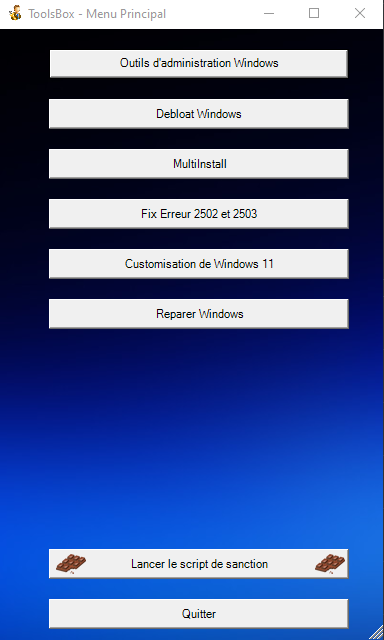 ToolsBox - Menu Principal
Outils d'administration Windows
Debloat Windows
MultiInstall
Fix Erreur 2502 et 2503
Customisation de Windows 11
Reparer Windows
Lancer le script de sanction
Quitter